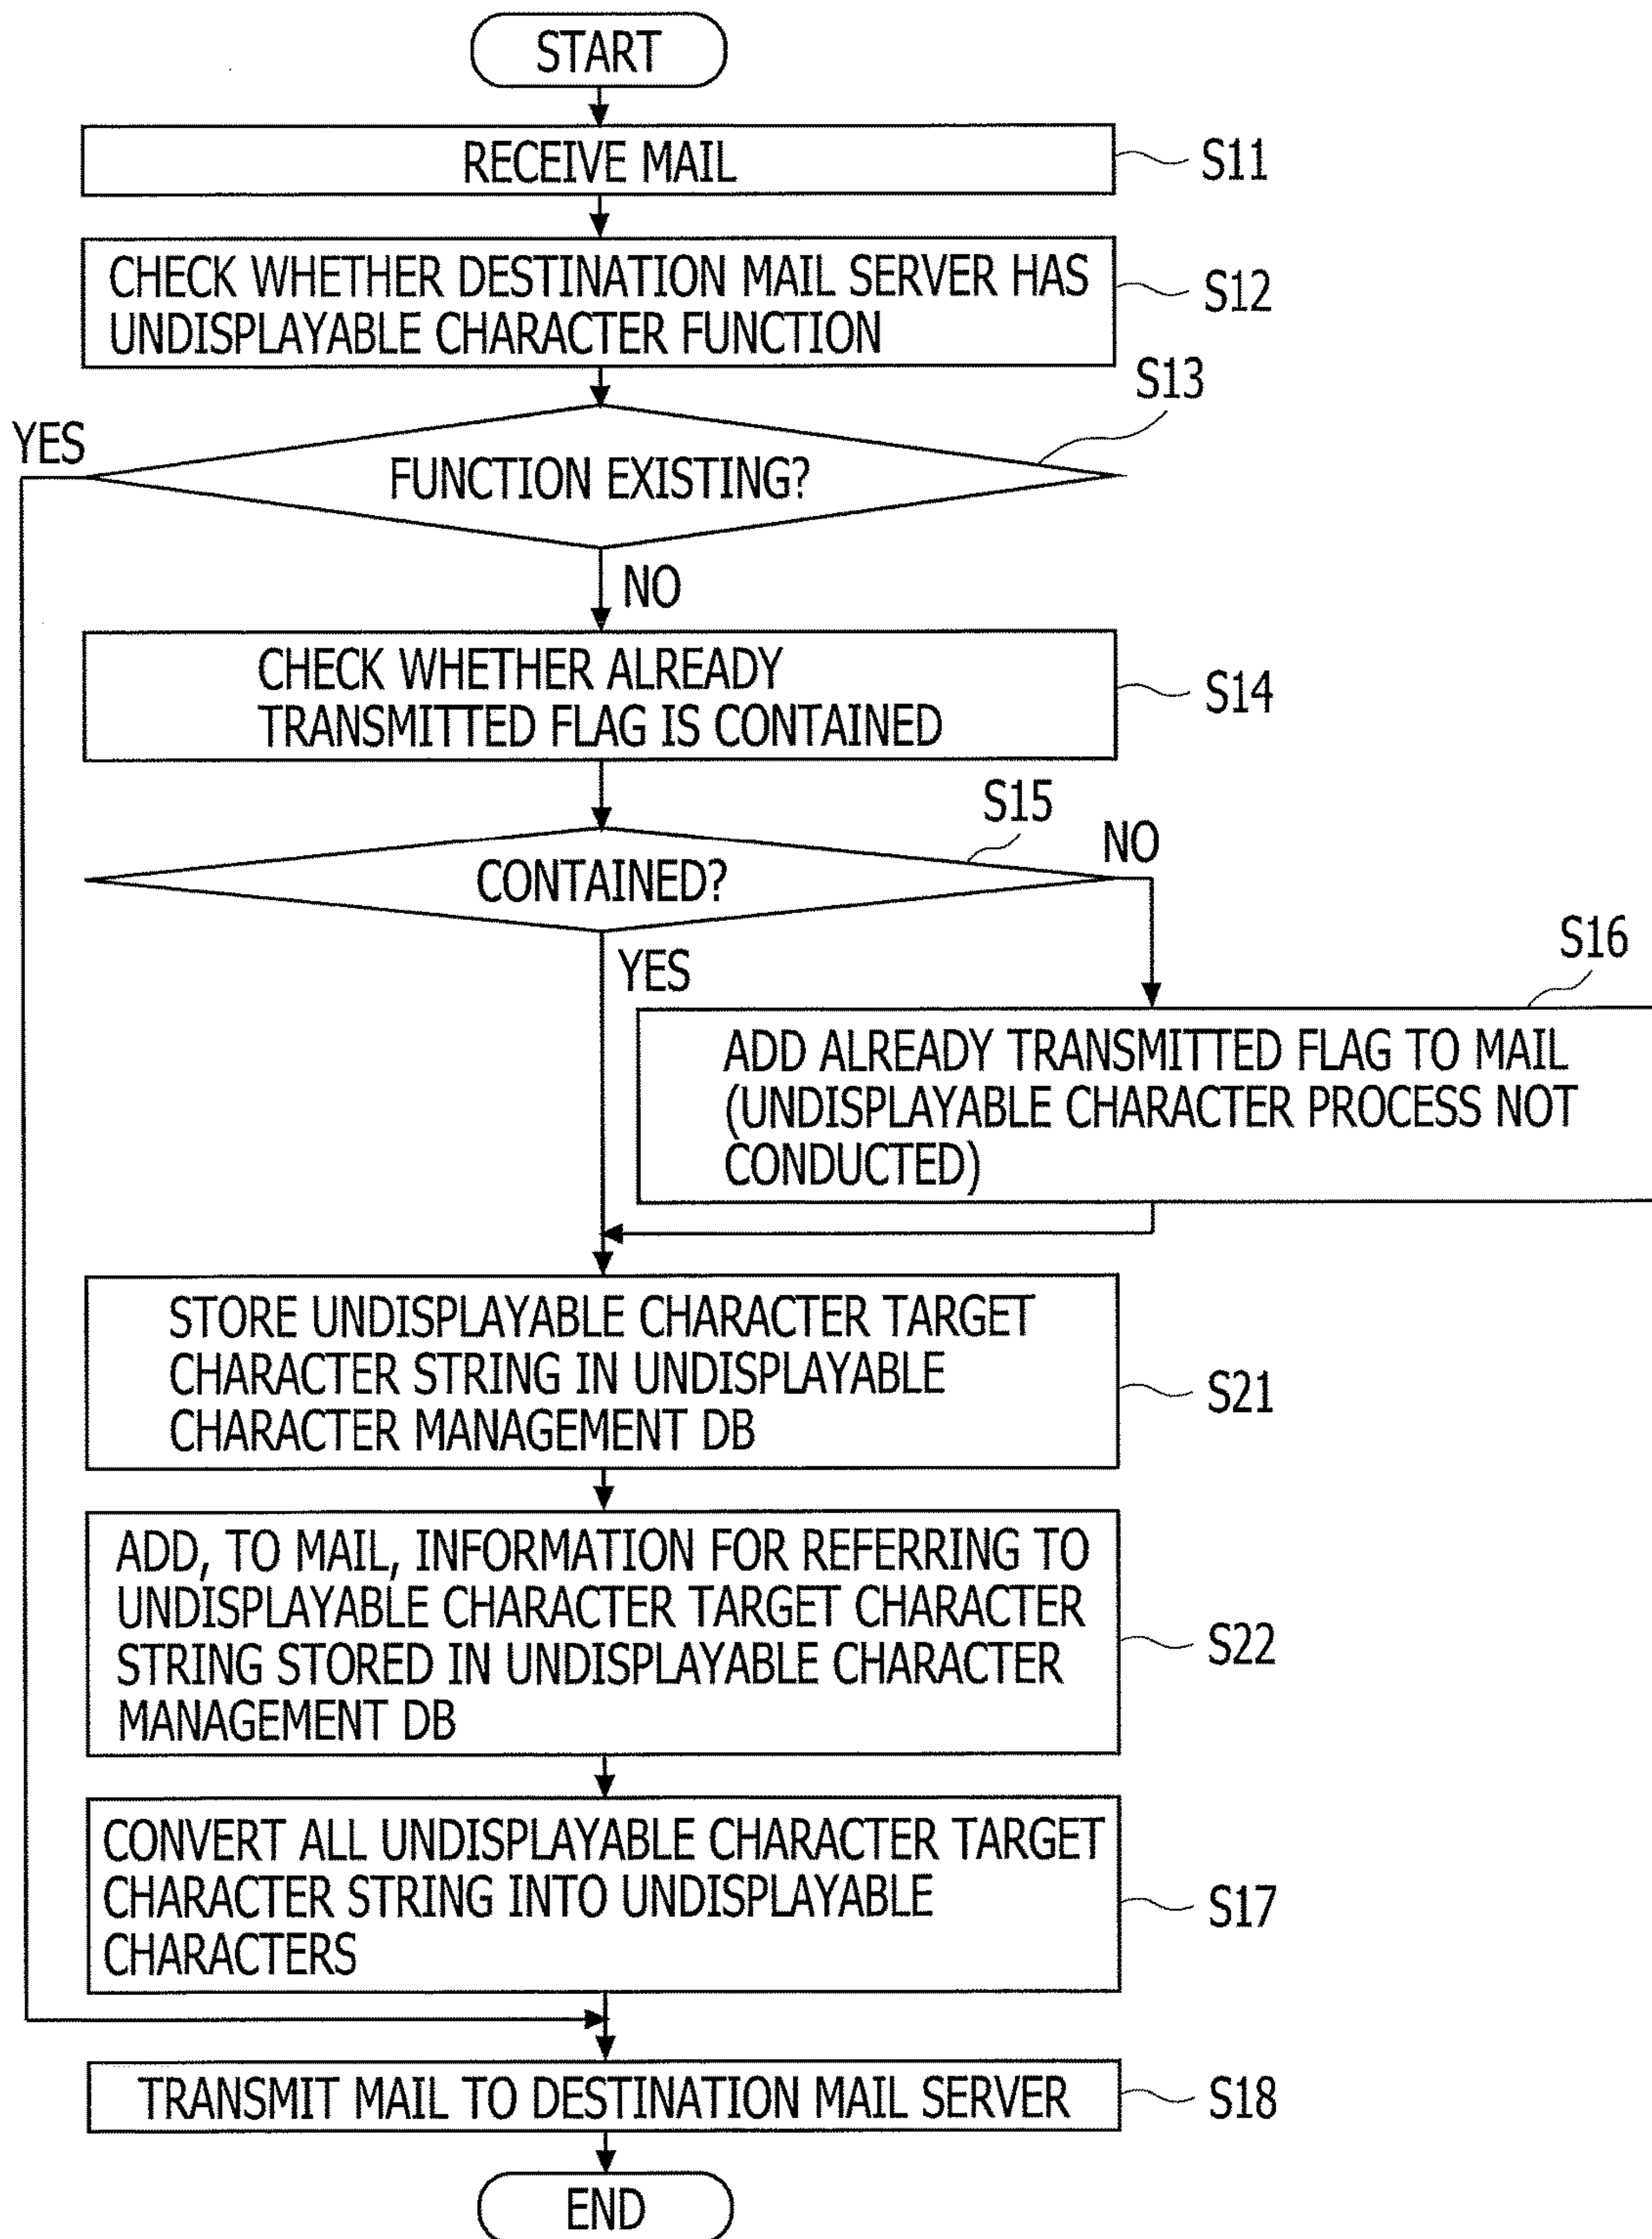 START
RECEIVE MAIL
S11
CHECK WHETHER DESTINATION MAIL SERVER HAS
UNDISPLAYABLE CHARACTER FUNCTION
S12
S13
YES
FUNCTION EXISTING?
NO
CHECK WHETHER ALREADY
TRANSMITTED FLAG IS CONTAINED
S14
S15
NO
CONTAINED?
YES
S16
ADD ALREADY TRANSMITTED FLAG TO MAIL
(UNDISPLAYABLE CHARACTER PROCESS NOT
CONDUCTED)
STORE UNDISPLAYABLE CHARACTER TARGET
CHARACTER STRING IN UNDISPLAYABLE
CHARACTER MANAGEMENT DB
S21
ADD, TO MAIL, INFORMATION FOR REFERRING TO
UNDISPLAYABLE CHARACTER TARGET CHARACTER
STRING STORED IN UNDISPLAYABLE CHARACTER
MANAGEMENT DB
S22
CONVERT ALL UNDISPLAYABLE CHARACTER TARGET
CHARACTER STRING INTO UNDISPLAYABLE
CHARACTERS
S17
TRANSMIT MAIL TO DESTINATION MAIL SERVER
S18
END